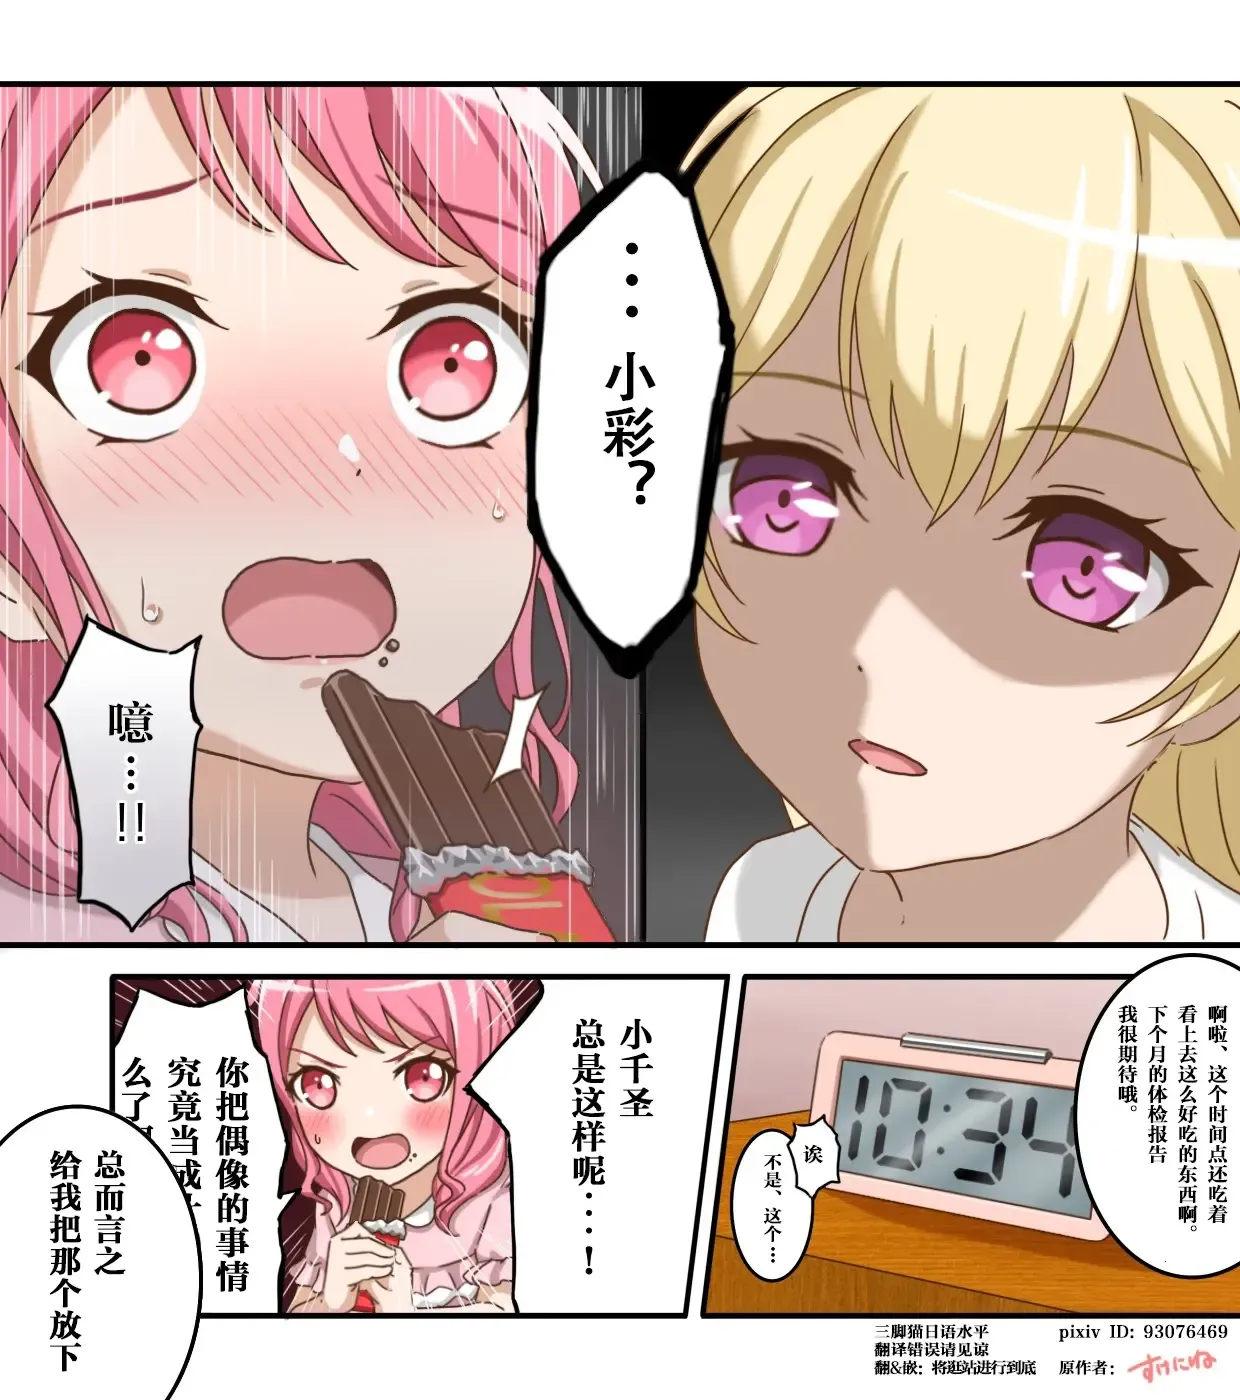 …小彩?
噫…!!
啊啦、这个时间点还吃着
看上去这么好吃的东西啊。
下个月的体检报告
我很期待哦。
10:34
诶
不是、这个…
小千圣
总是这样呢…!
你把偶像的事情
究竟当成
么了
总而言之
给我把那个放下
三脚猫日语水平
翻译错误请见谅
翻&嵌:将逛站进行到底
pixiv ID: 93076469
原作者:
すけにね